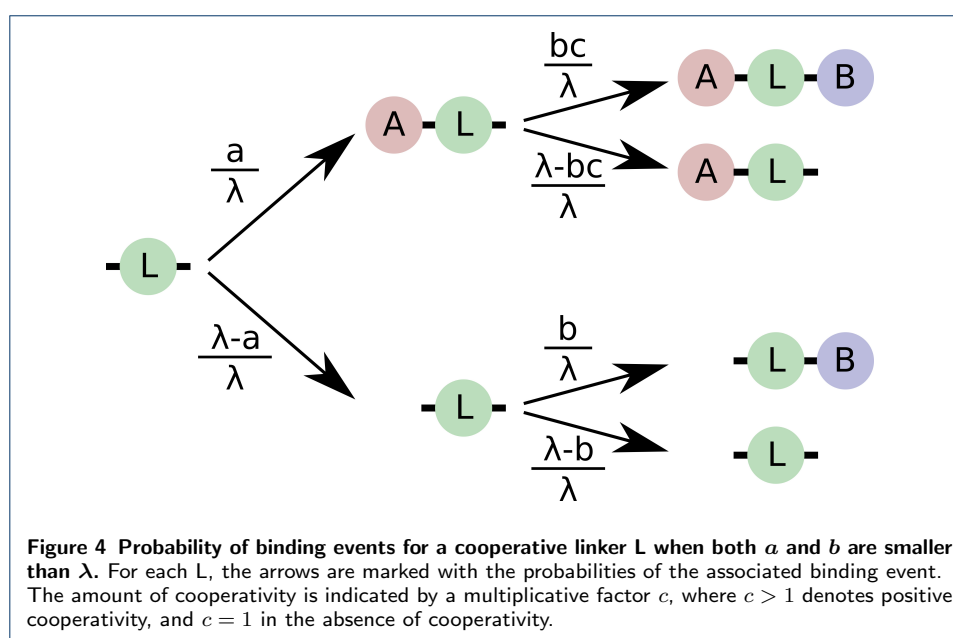 bc
λ
A L B
a
λ
A L
λ-bc
λ
A L
L
λ-a
λ
b
λ
L B
L
λ-b
λ
L
Figure 4 Probability of binding events for a cooperative linker L when both a and b are smaller
than λ. For each L, the arrows are marked with the probabilities of the associated binding event.
The amount of cooperativity is indicated by a multiplicative factor c, where c > 1 denotes positive
cooperativity, and c = 1 in the absence of cooperativity.